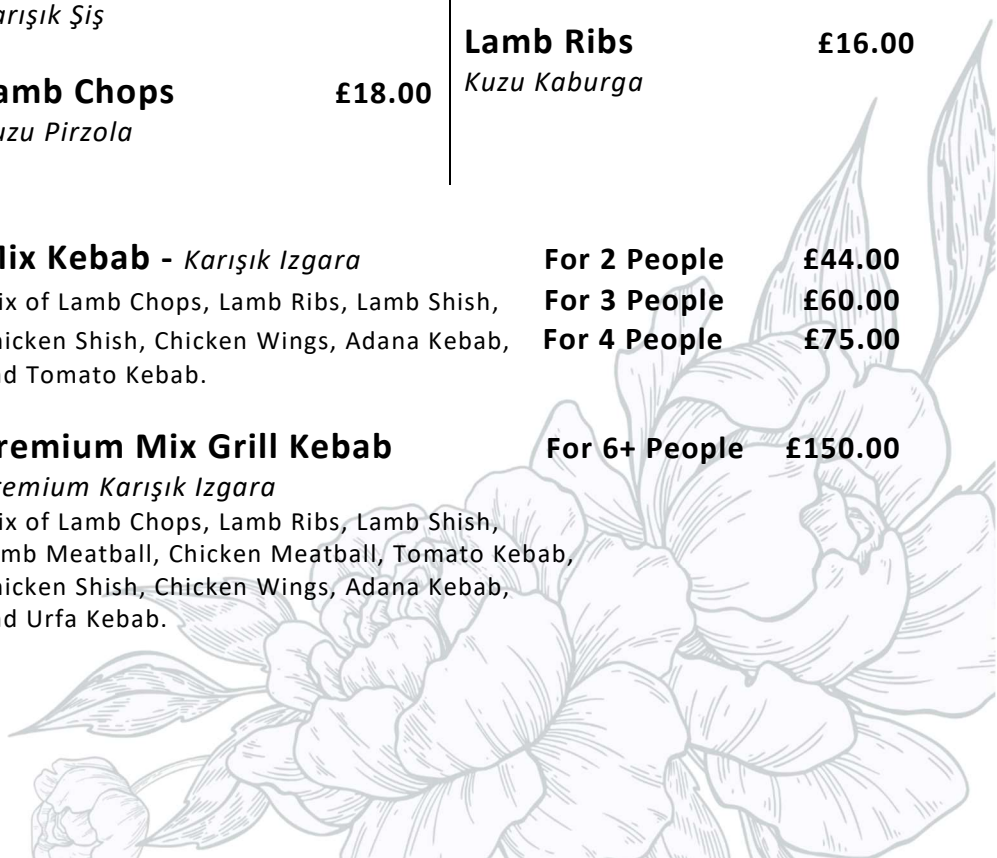 arışık Şiş
amb Chops £18.00
uzu Pirzola
Lamb Ribs £16.00
Kuzu Kaburga
Mix Kebab - Karışık Izgara For 2 People £44.00
ix of Lamb Chops, Lamb Ribs, Lamb Shish, For 3 People £60.00
hicken Shish, Chicken Wings, Adana Kebab, For 4 People £75.00
nd Tomato Kebab.
remium Mix Grill Kebab For 6+ People £150.00
remium Karışık Izgara
ix of Lamb Chops, Lamb Ribs, Lamb Shish,
amb Meatball, Chicken Meatball, Tomato Kebab,
hicken Shish, Chicken Wings, Adana Kebab,
nd Urfa Kebab.